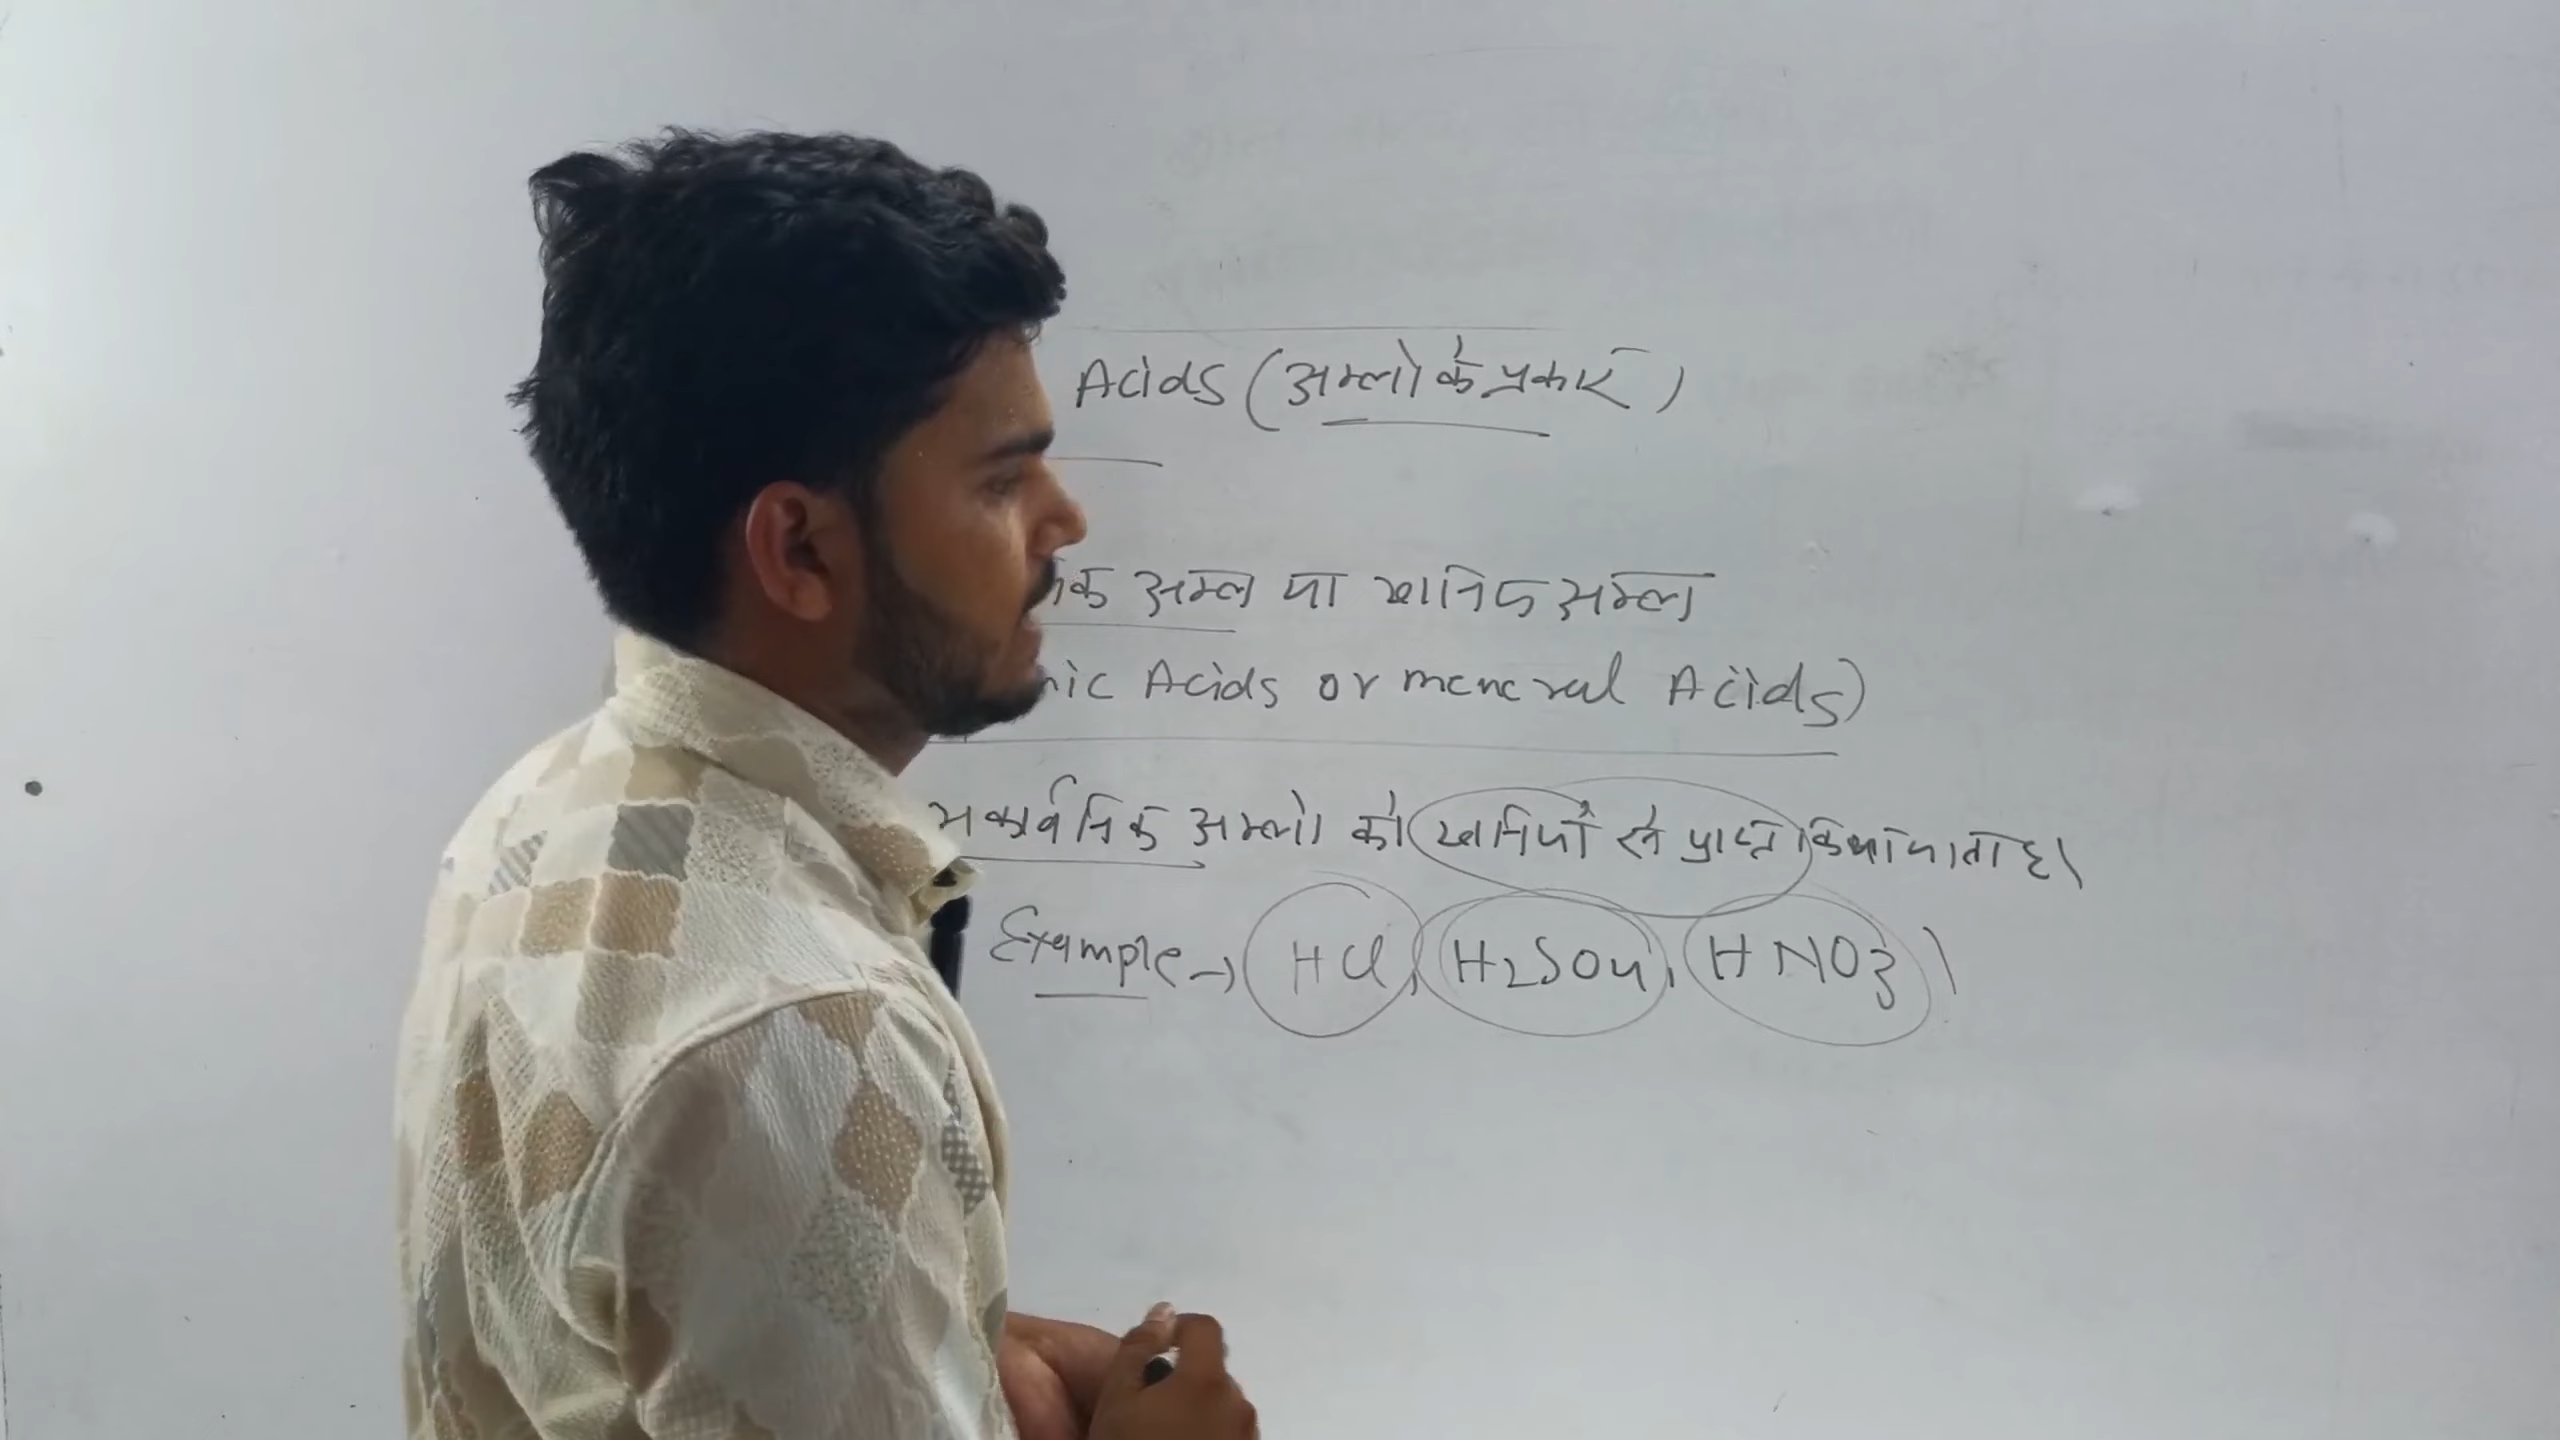 Acids (अम्लो के प्रकार)
अम्ल या खनिज अम्ल
nic Acids or meneral Acids)
अकार्बनिक अम्लो को खनिजों से प्राप्त किया जाता है।
Example → HCl, H2SO4, HNO3 |